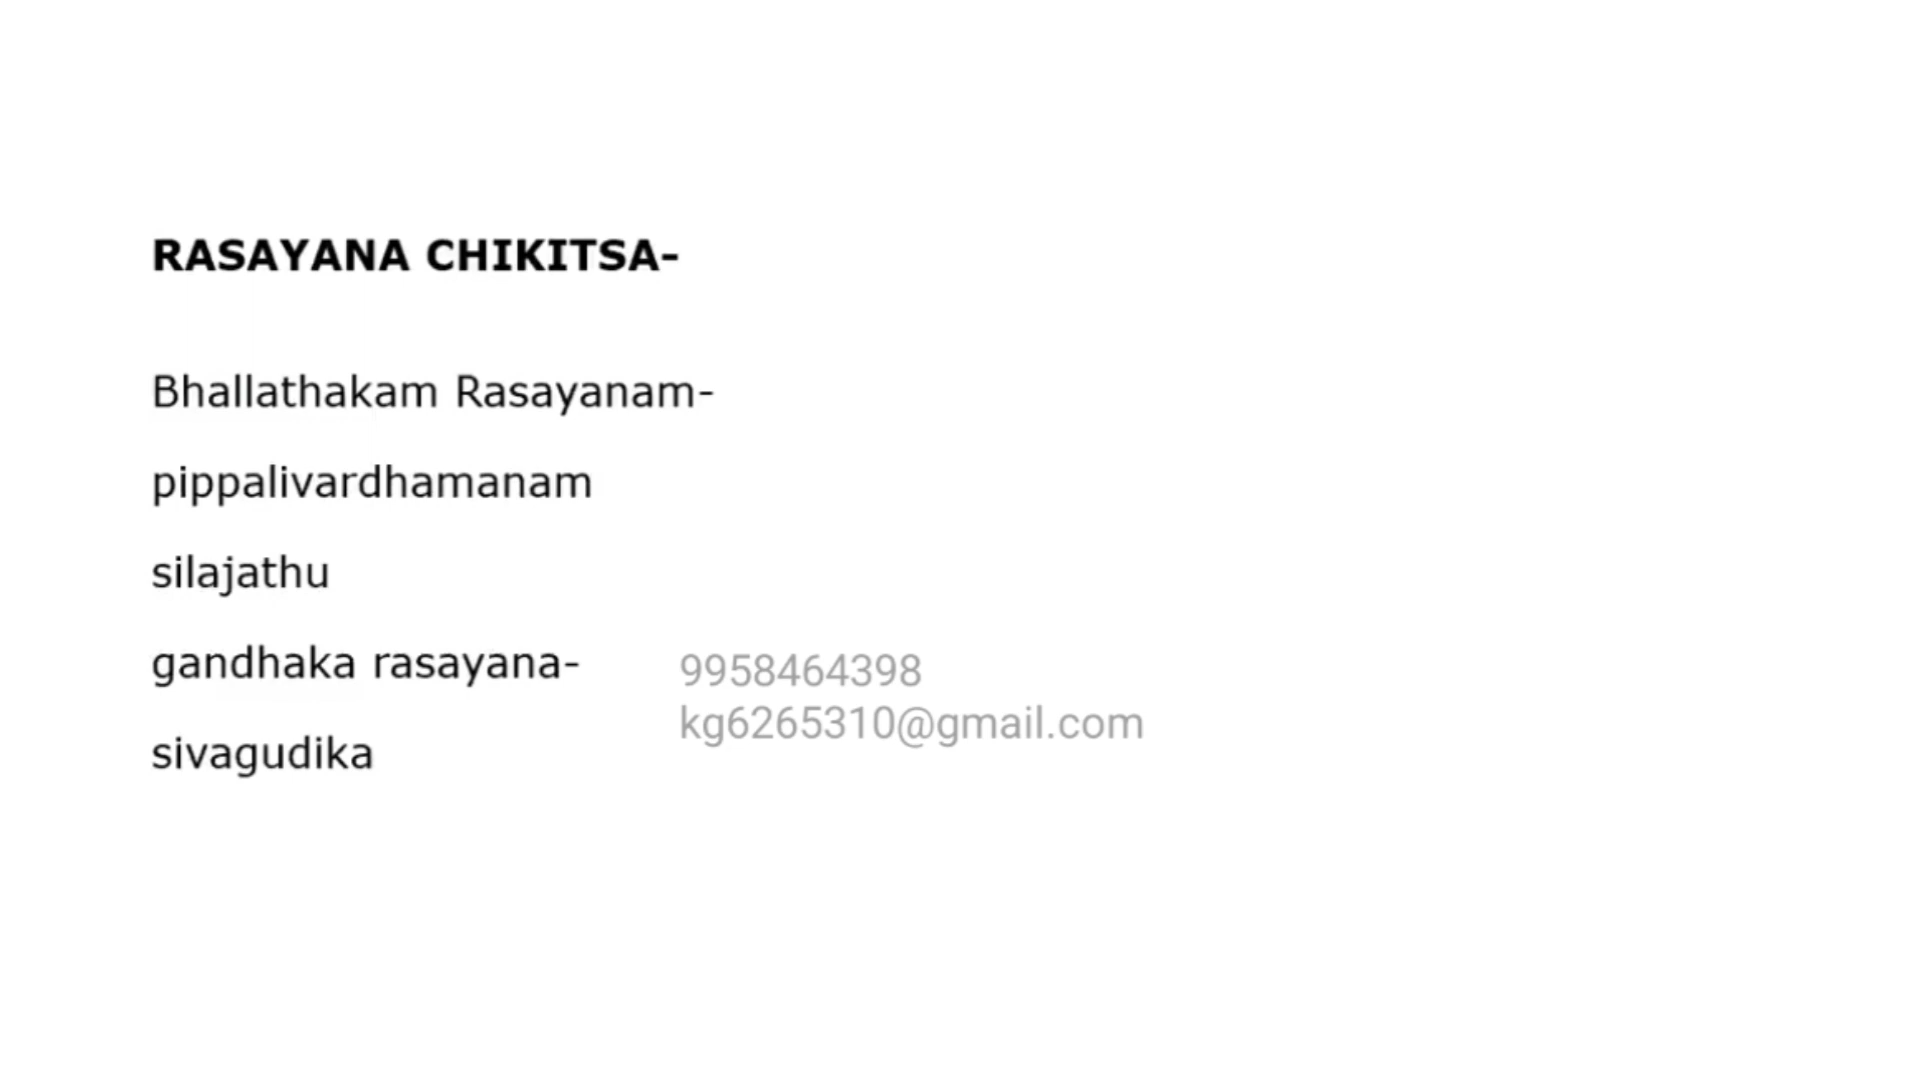 RASAYANA CHIKITSA-
Bhallathakam Rasayanam-
pippalivardhamanam
silajathu
gandhaka rasayana-
sivagudika
9958464398
kg6265310@gmail.com